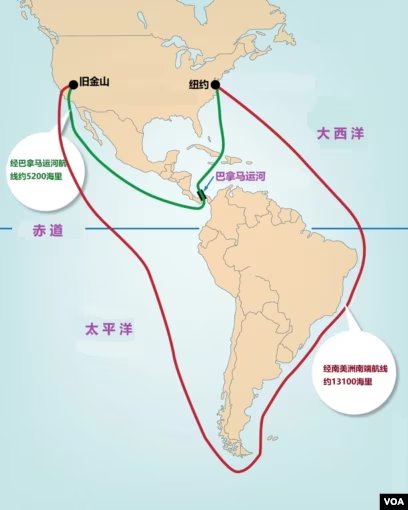 旧金山
纽约
大西洋
经巴拿马运河航
线约5200海里
巴拿马运河
赤道
太平洋
经南美洲南端航线
约13100海里
VOA